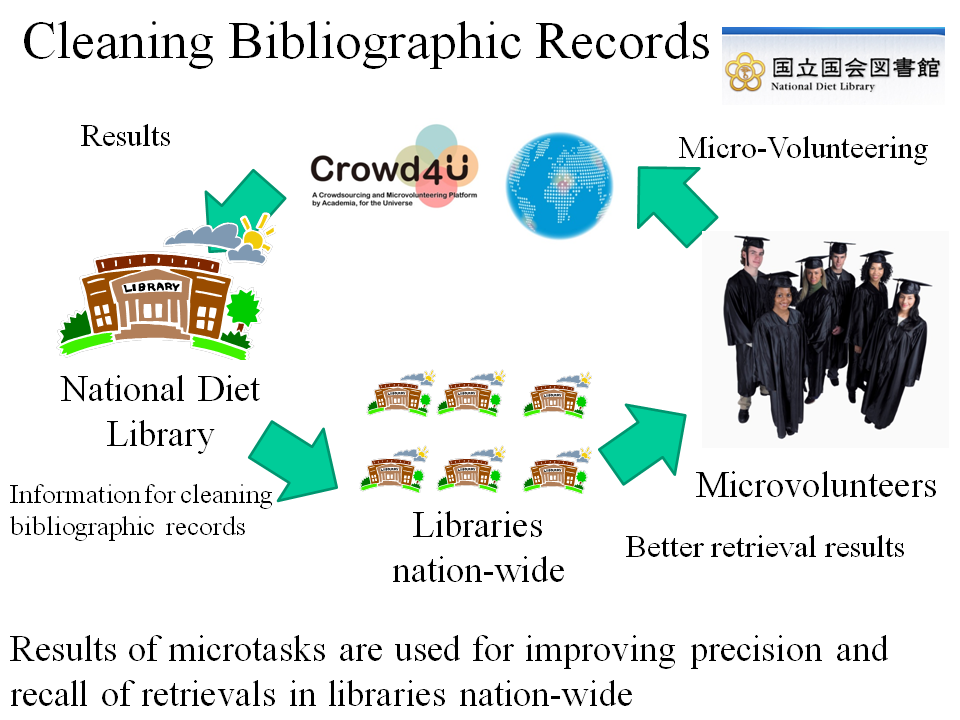 Cleaning Bibliographic Records
国立国会図書館
National Diet Library
Results
Crowd4U
A Crowdsourcing and Microvolunteering Platform
by Academia, for the Universe
Micro-Volunteering
LIBRARY
National Diet
Library
Information for cleaning
bibliographic records
Libraries
nation-wide
Microvolunteers
Better retrieval results
Results of microtasks are used for improving precision and
recall of retrievals in libraries nation-wide